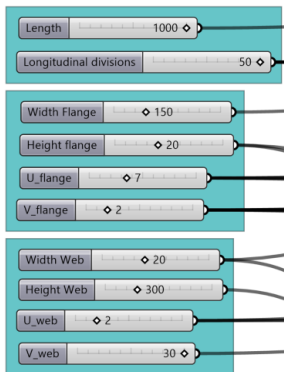 Length 1000
Longitudinal divisions 50
Width Flange 150
Height flange 20
U_flange 7
V_flange 2
Width Web 20
Height Web 300
U_web 2
V_web 30